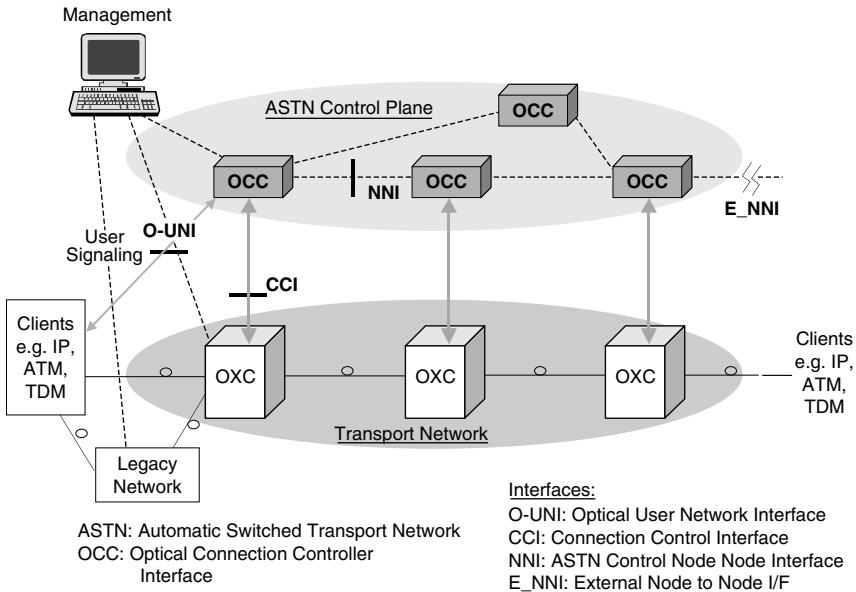 Management
ASTN Control Plane
OCC
OCC
NNI
OCC
OCC
E_NNI
User
Signaling
O-UNI
CCI
Clients
e.g. IP,
ATM,
TDM
OXC
OXC
OXC
Clients
e.g. IP,
ATM,
TDM
Transport Network
Legacy
Network
ASTN: Automatic Switched Transport Network
OCC: Optical Connection Controller
Interface
Interfaces:
O-UNI: Optical User Network Interface
CCI: Connection Control Interface
NNI: ASTN Control Node Node Interface
E_NNI: External Node to Node I/F